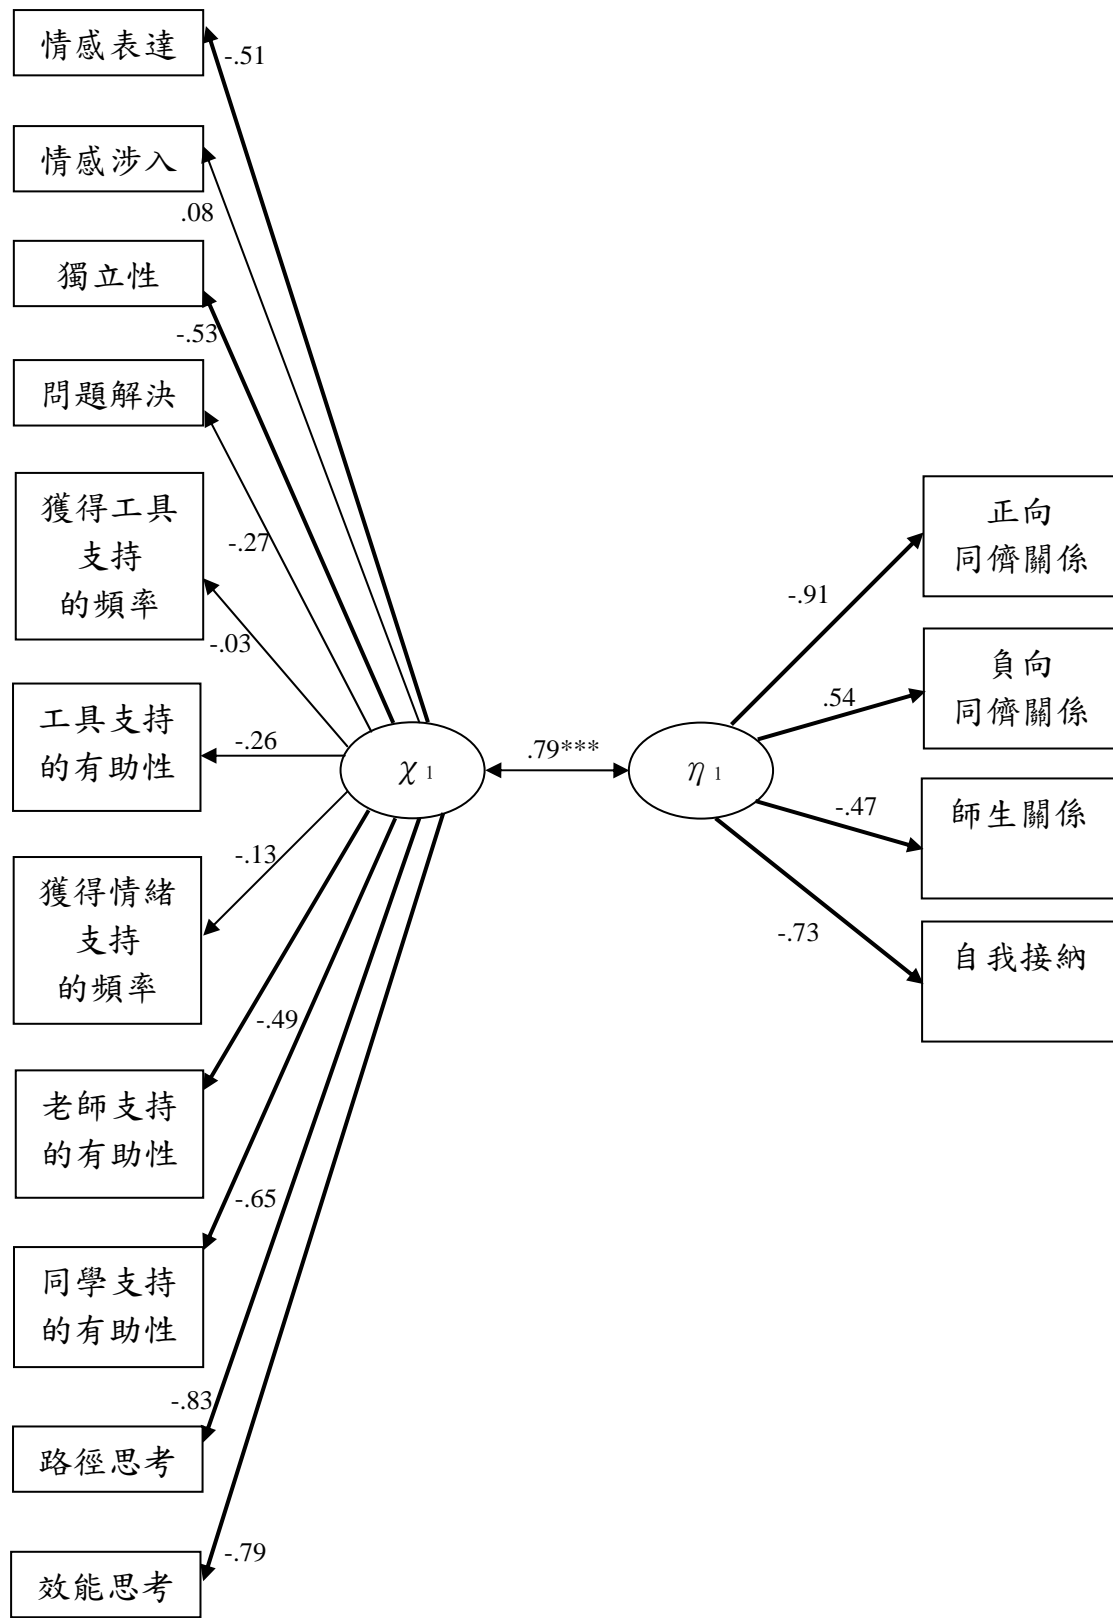 情感表達
-.51
情感涉入
.08
獨立性
-.53
問題解決
-.27
獲得工具
支持
的頻率
-.03
工具支持
的有助性
-.26
獲得情緒
支持
的頻率
-.13
老師支持
的有助性
-.49
同學支持
的有助性
-.65
路徑思考
-.83
效能思考
-.79
χ 1
.79***
η 1
正向
同儕關係
-.91
負向
同儕關係
.54
師生關係
-.47
自我接納
-.73